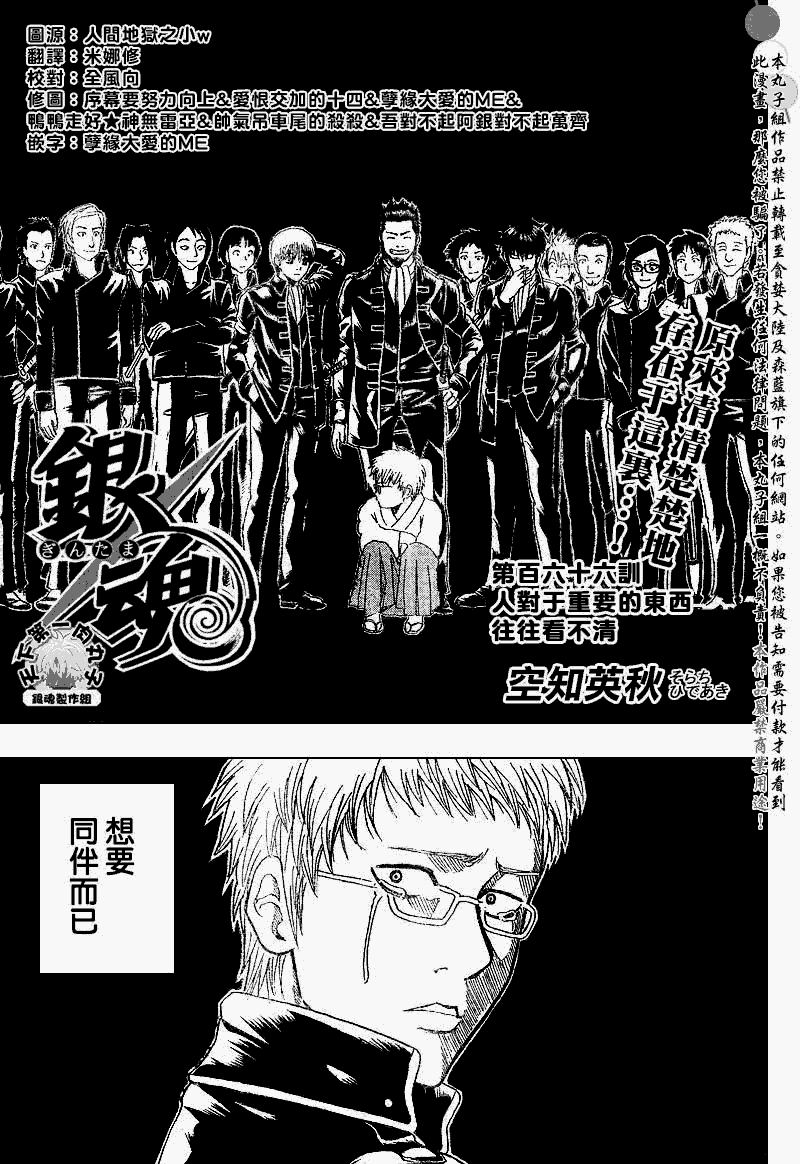 圖源：人間地獄之小w
翻譯：米娜修
校對：全風向
修圖：序幕要努力向上&愛恨交加的十四&孽緣大愛的ME&
鴨鴨走好★神無雷亞&帥氣吊車尾的殺殺&吾對不起阿銀對不起萬齊
嵌字：孽緣大愛的ME
本丸子組作品禁止轉載至貪婪大陸及森藍旗下的任何網站。如果您被告知需要付款才能看到
此漫畫，那麼您被騙了！若發生任何法律問題，本丸子組一概不負責！本作品嚴禁商業用途！
原來清清楚楚地
存在于這裏…！
銀魂
ぎんたま
天下第一肉丸子
銀魂製作組
第百六十六訓
人對于重要的東西
往往看不清
空知英秋
そらち
ひであき
想要
同伴而已